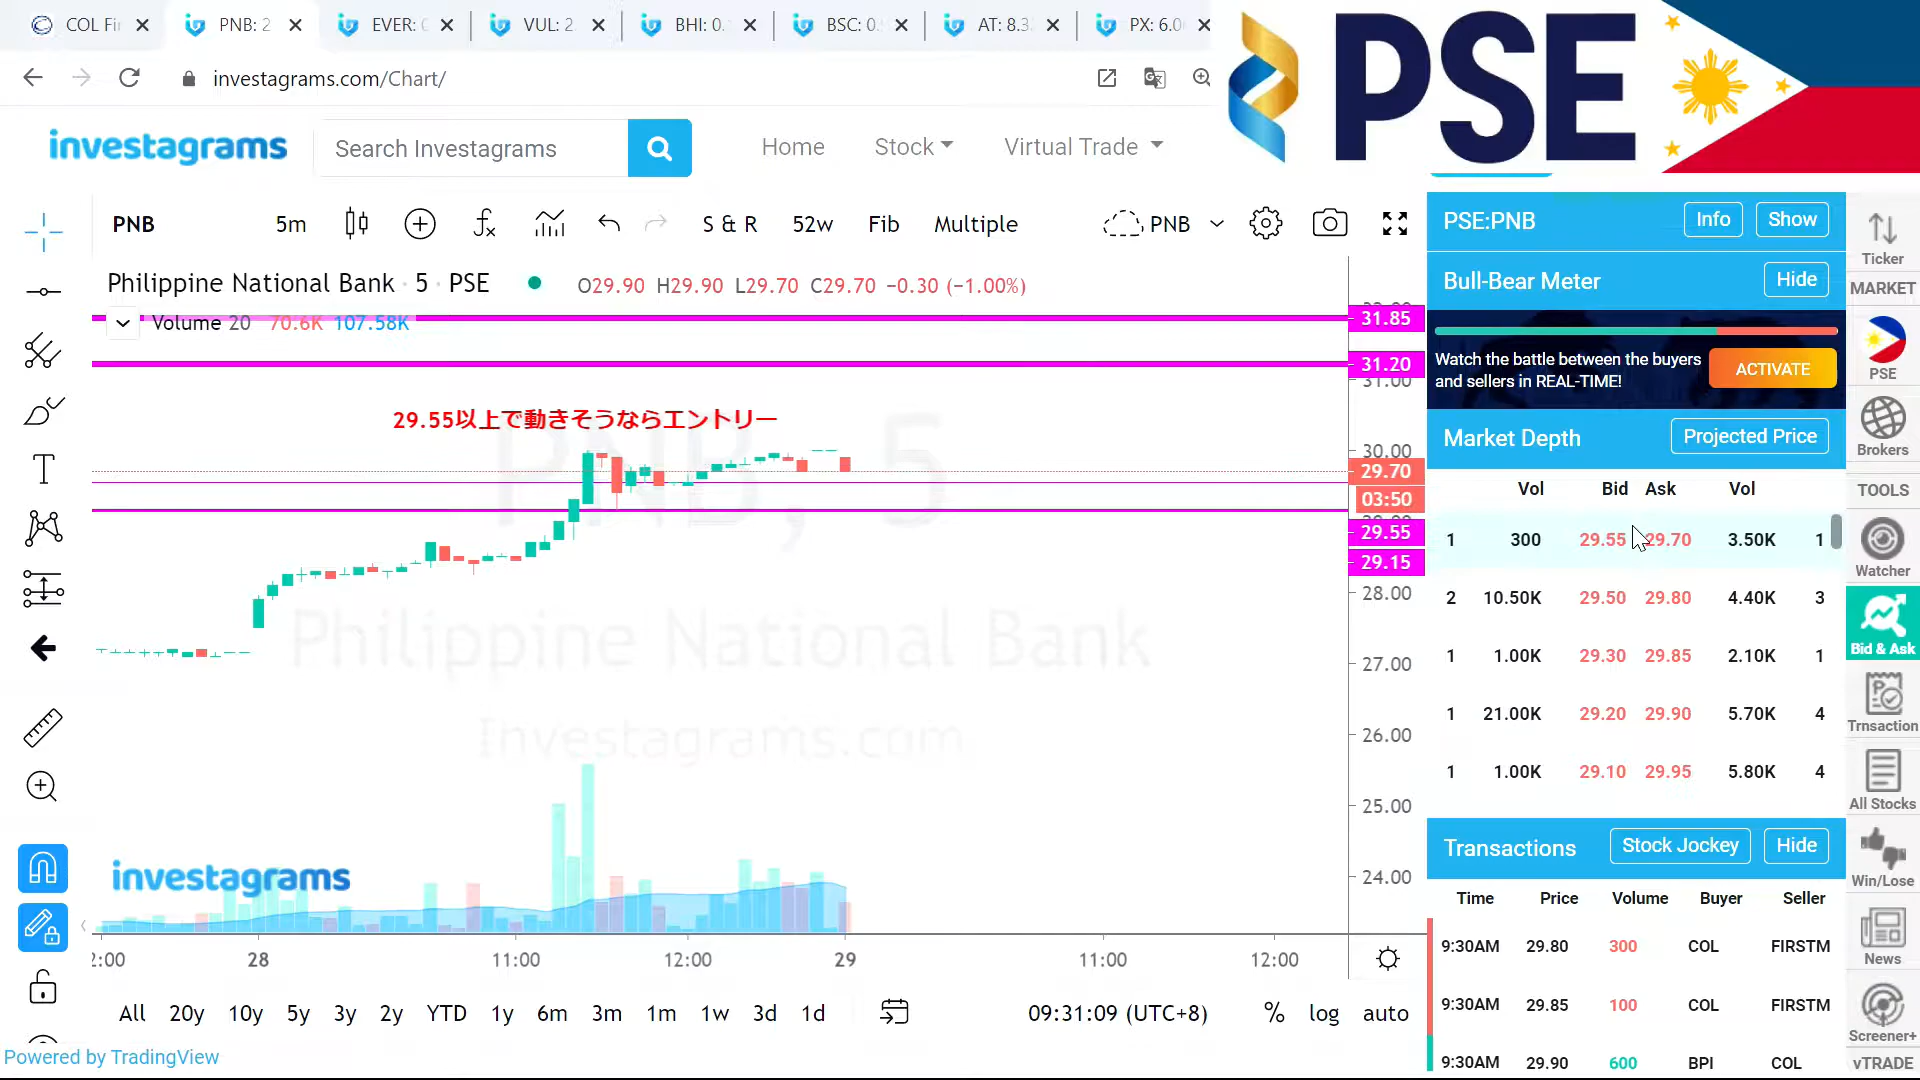 COL Fi
PNB: 2
EVER:
VUL: 2
BHI: 0.
BSC: 0.
AT: 8.3
PX: 6.0
PSE
investagrams.com/Chart/
investagrams
Search Investagrams
Home
Stock
Virtual Trade
PNB
5m
S & R
52w
Fib
Multiple
PNB
Philippine National Bank · 5 · PSE
O29.90 H29.90 L29.70 C29.70 −0.30 (−1.00%)
Volume 20 70.6K 107.58K
29.55以上で動きそうならエントリー
PNB, 5
Philippine National Bank
Investagrams.com
investagrams
31.85
31.20
31.00
30.00
29.70
03:50
29.55
29.15
28.00
27.00
26.00
25.00
24.00
28
11:00
12:00
29
11:00
12:00
All 20y 10y 5y 3y 2y YTD 1y 6m 3m 1m 1w 3d 1d
09:31:09 (UTC+8)
% log auto
Powered by TradingView
PSE:PNB
Info
Show
Bull-Bear Meter
Hide
Watch the battle between the buyers
and sellers in REAL-TIME!
ACTIVATE
Market Depth
Projected Price
Vol Bid Ask Vol
1 300 29.55 29.70 3.50K 1
2 10.50K 29.50 29.80 4.40K 3
1 1.00K 29.30 29.85 2.10K 1
1 21.00K 29.20 29.90 5.70K 4
1 1.00K 29.10 29.95 5.80K 4
Transactions
Stock Jockey
Hide
Time Price Volume Buyer Seller
9:30AM 29.80 300 COL FIRSTM
9:30AM 29.85 100 COL FIRSTM
9:30AM 29.90 600 BPI COL
Ticker
MARKET
PSE
Brokers
TOOLS
Watcher
Bid & Ask
Trnsaction
All Stocks
Win/Lose
News
Screener+
vTRADE